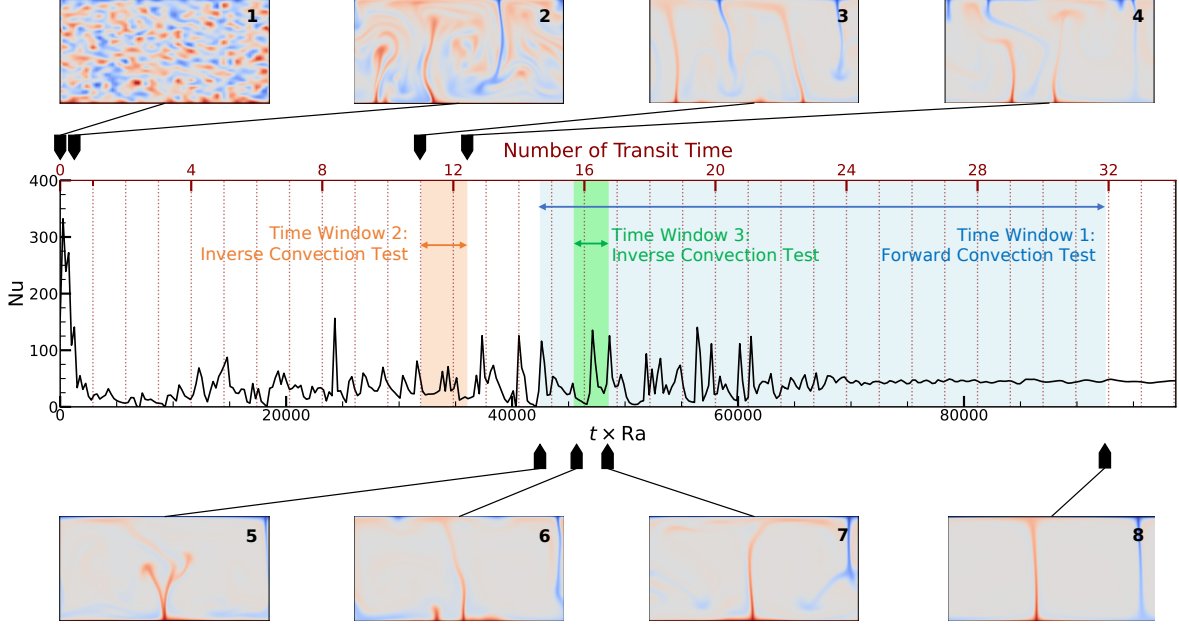 1
2
3
4
Number of Transit Time
0 4 8 12 16 20 24 28 32
400
300
200
100
0
Nu
Time Window 2:
Inverse Convection Test
Time Window 3:
Inverse Convection Test
Time Window 1:
Forward Convection Test
0 20000 40000 60000 80000
t × Ra
5
6
7
8